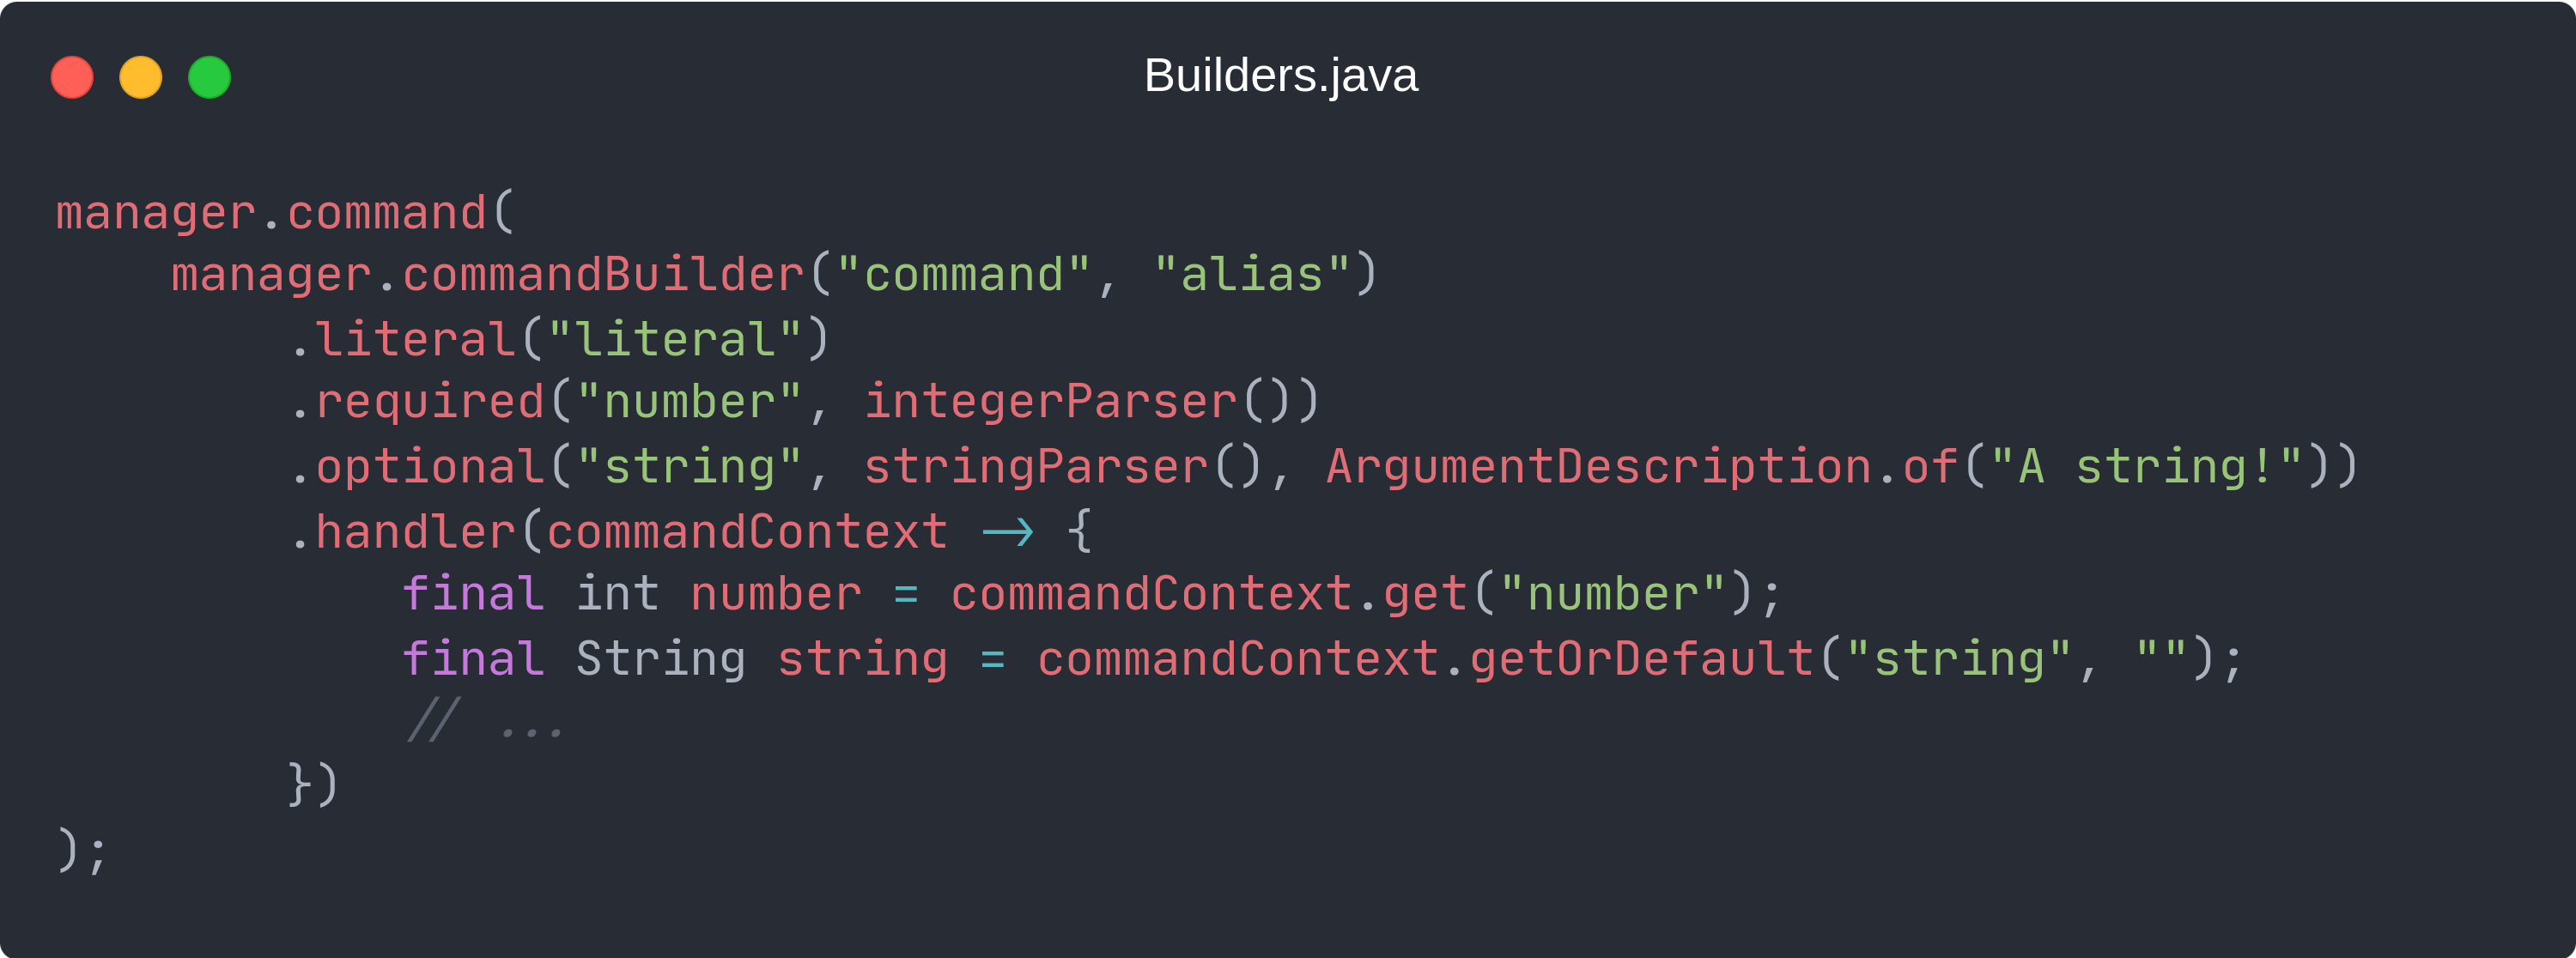 Builders.java
manager.command(
    manager.commandBuilder("command", "alias")
        .literal("literal")
        .required("number", integerParser())
        .optional("string", stringParser(), ArgumentDescription.of("A string!"))
        .handler(commandContext -> {
            final int number = commandContext.get("number");
            final String string = commandContext.getOrDefault("string", "");
            // ...
        })
);